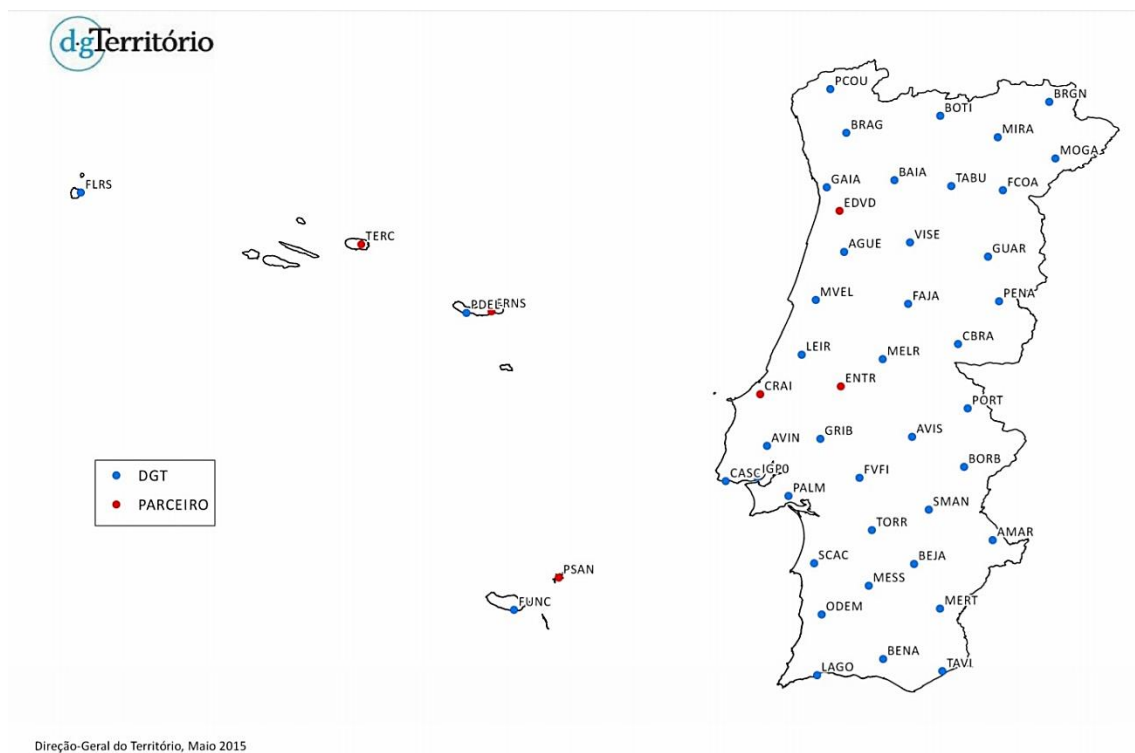 d.gTerritório
PCOU
BRGN
BOTI
BRAG
MIRA
MOGA
FLRS
GAIA
BAIA
TABU
FCOA
EDVD
TERC
AGUE
VISE
GUAR
MVEL
FAJA
PENA
FRNS
CBRA
LEIR
MELR
CRAI
ENTR
PORT
AVIN
GRIB
AVIS
DGT
CASC
IGP0
FVFI
BORB
PARCEIRO
PALM
SMAN
TORR
AMAR
PSAN
SCAC
BEJA
MESS
FUNC
ODEM
MERT
BENA
LAGO
TAVI
Direção-Geral do Território, Maio 2015